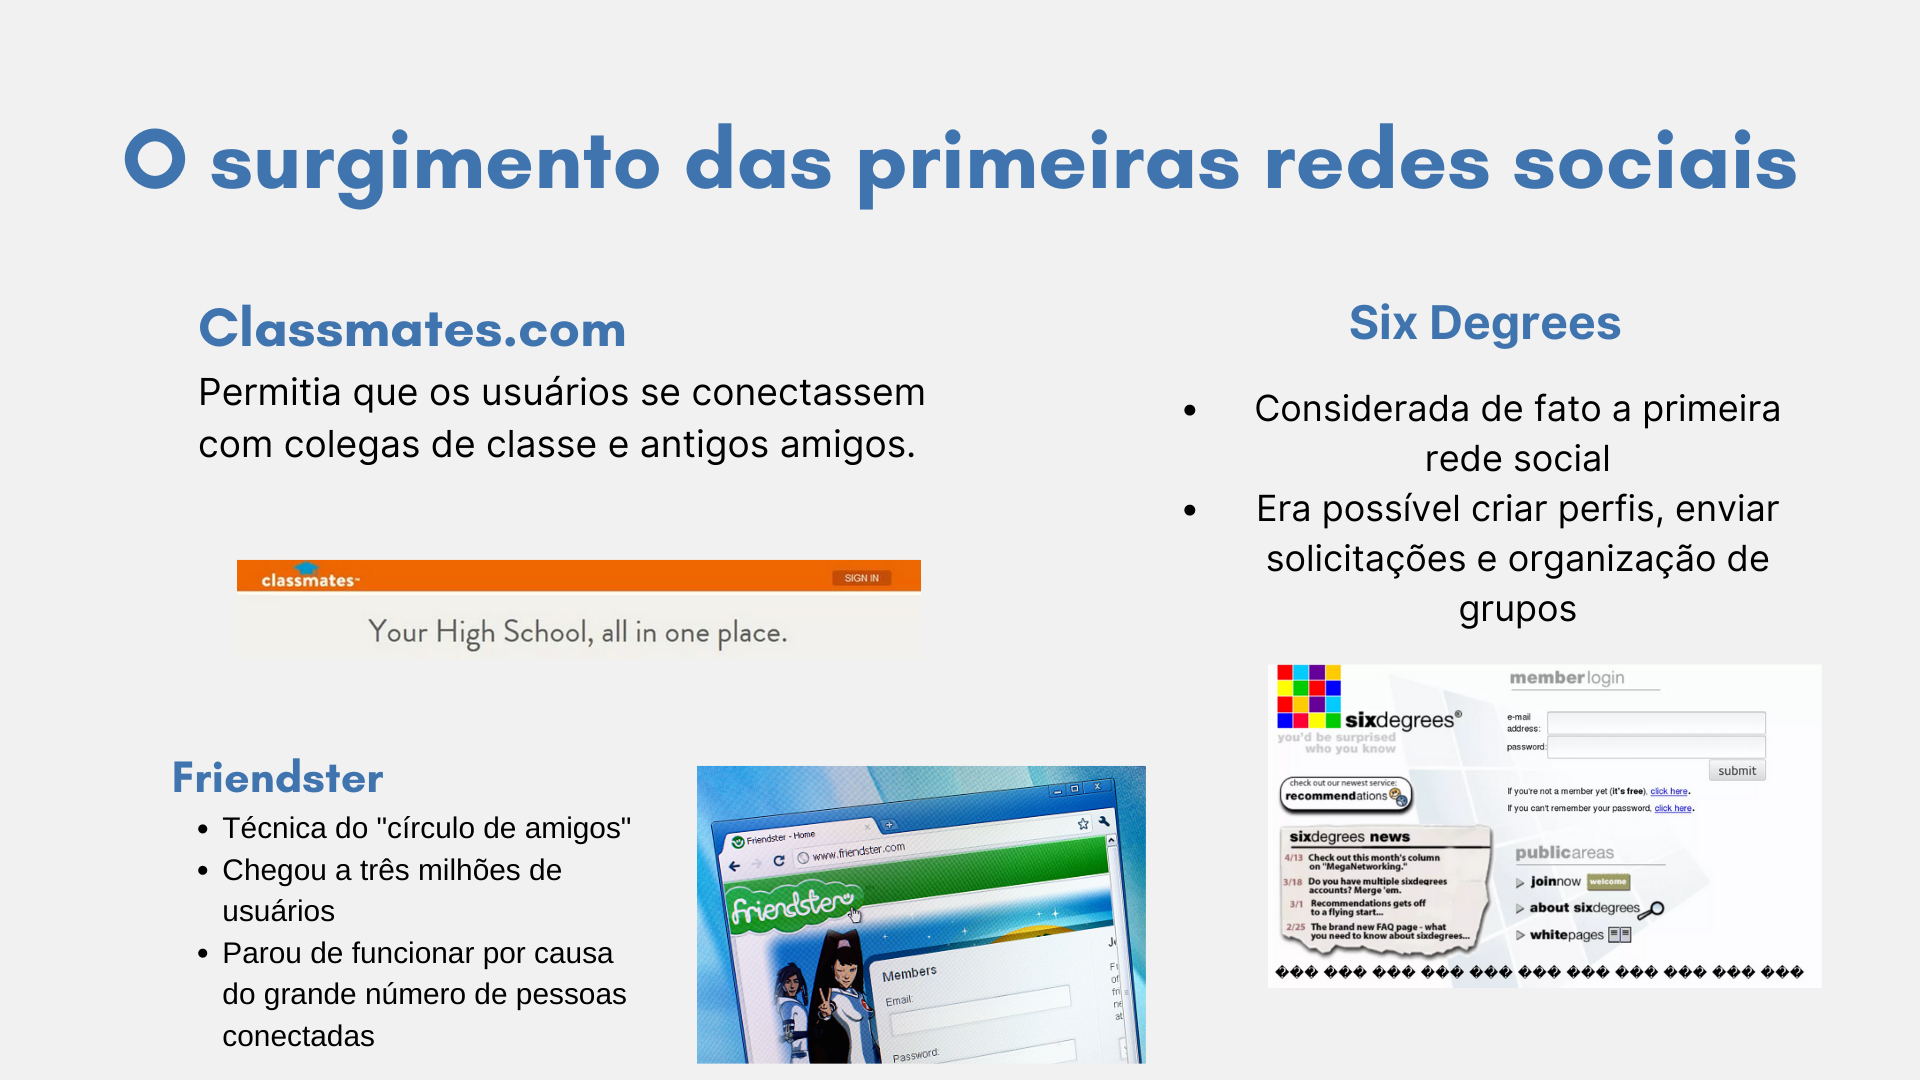 O surgimento das primeiras redes sociais
Classmates.com
Permitia que os usuários se conectassem
com colegas de classe e antigos amigos.
classmates
SIGN IN
Your High School, all in one place.
Six Degrees
• Considerada de fato a primeira
rede social
• Era possível criar perfis, enviar
solicitações e organização de
grupos
sixdegrees®
you'd be surprised
who you know
check out our newest service:
recommendations
sixdegrees news
4/13 Check out this month's column
on "MegaNetworking."
3/18 Do you have multiple sixdegrees
accounts? Merge 'em.
3/1 Recommendations gets off
to a flying start...
2/25 The brand new FAQ page - what
you need to know about sixdegrees...
memberlogin
e-mail
address:
password:
submit
If you're not a member yet (it's free), click here.
If you can't remember your password, click here.
publicareas
joinnow welcome
about sixdegrees
whitepages
��� ��� ��� ��� ��� ��� ��� ��� ��� ��� ���
Friendster
• Técnica do "círculo de amigos"
• Chegou a três milhões de
usuários
• Parou de funcionar por causa
do grande número de pessoas
conectadas
Friendster - Home
www.friendster.com
friendster
Members
Email:
Password: